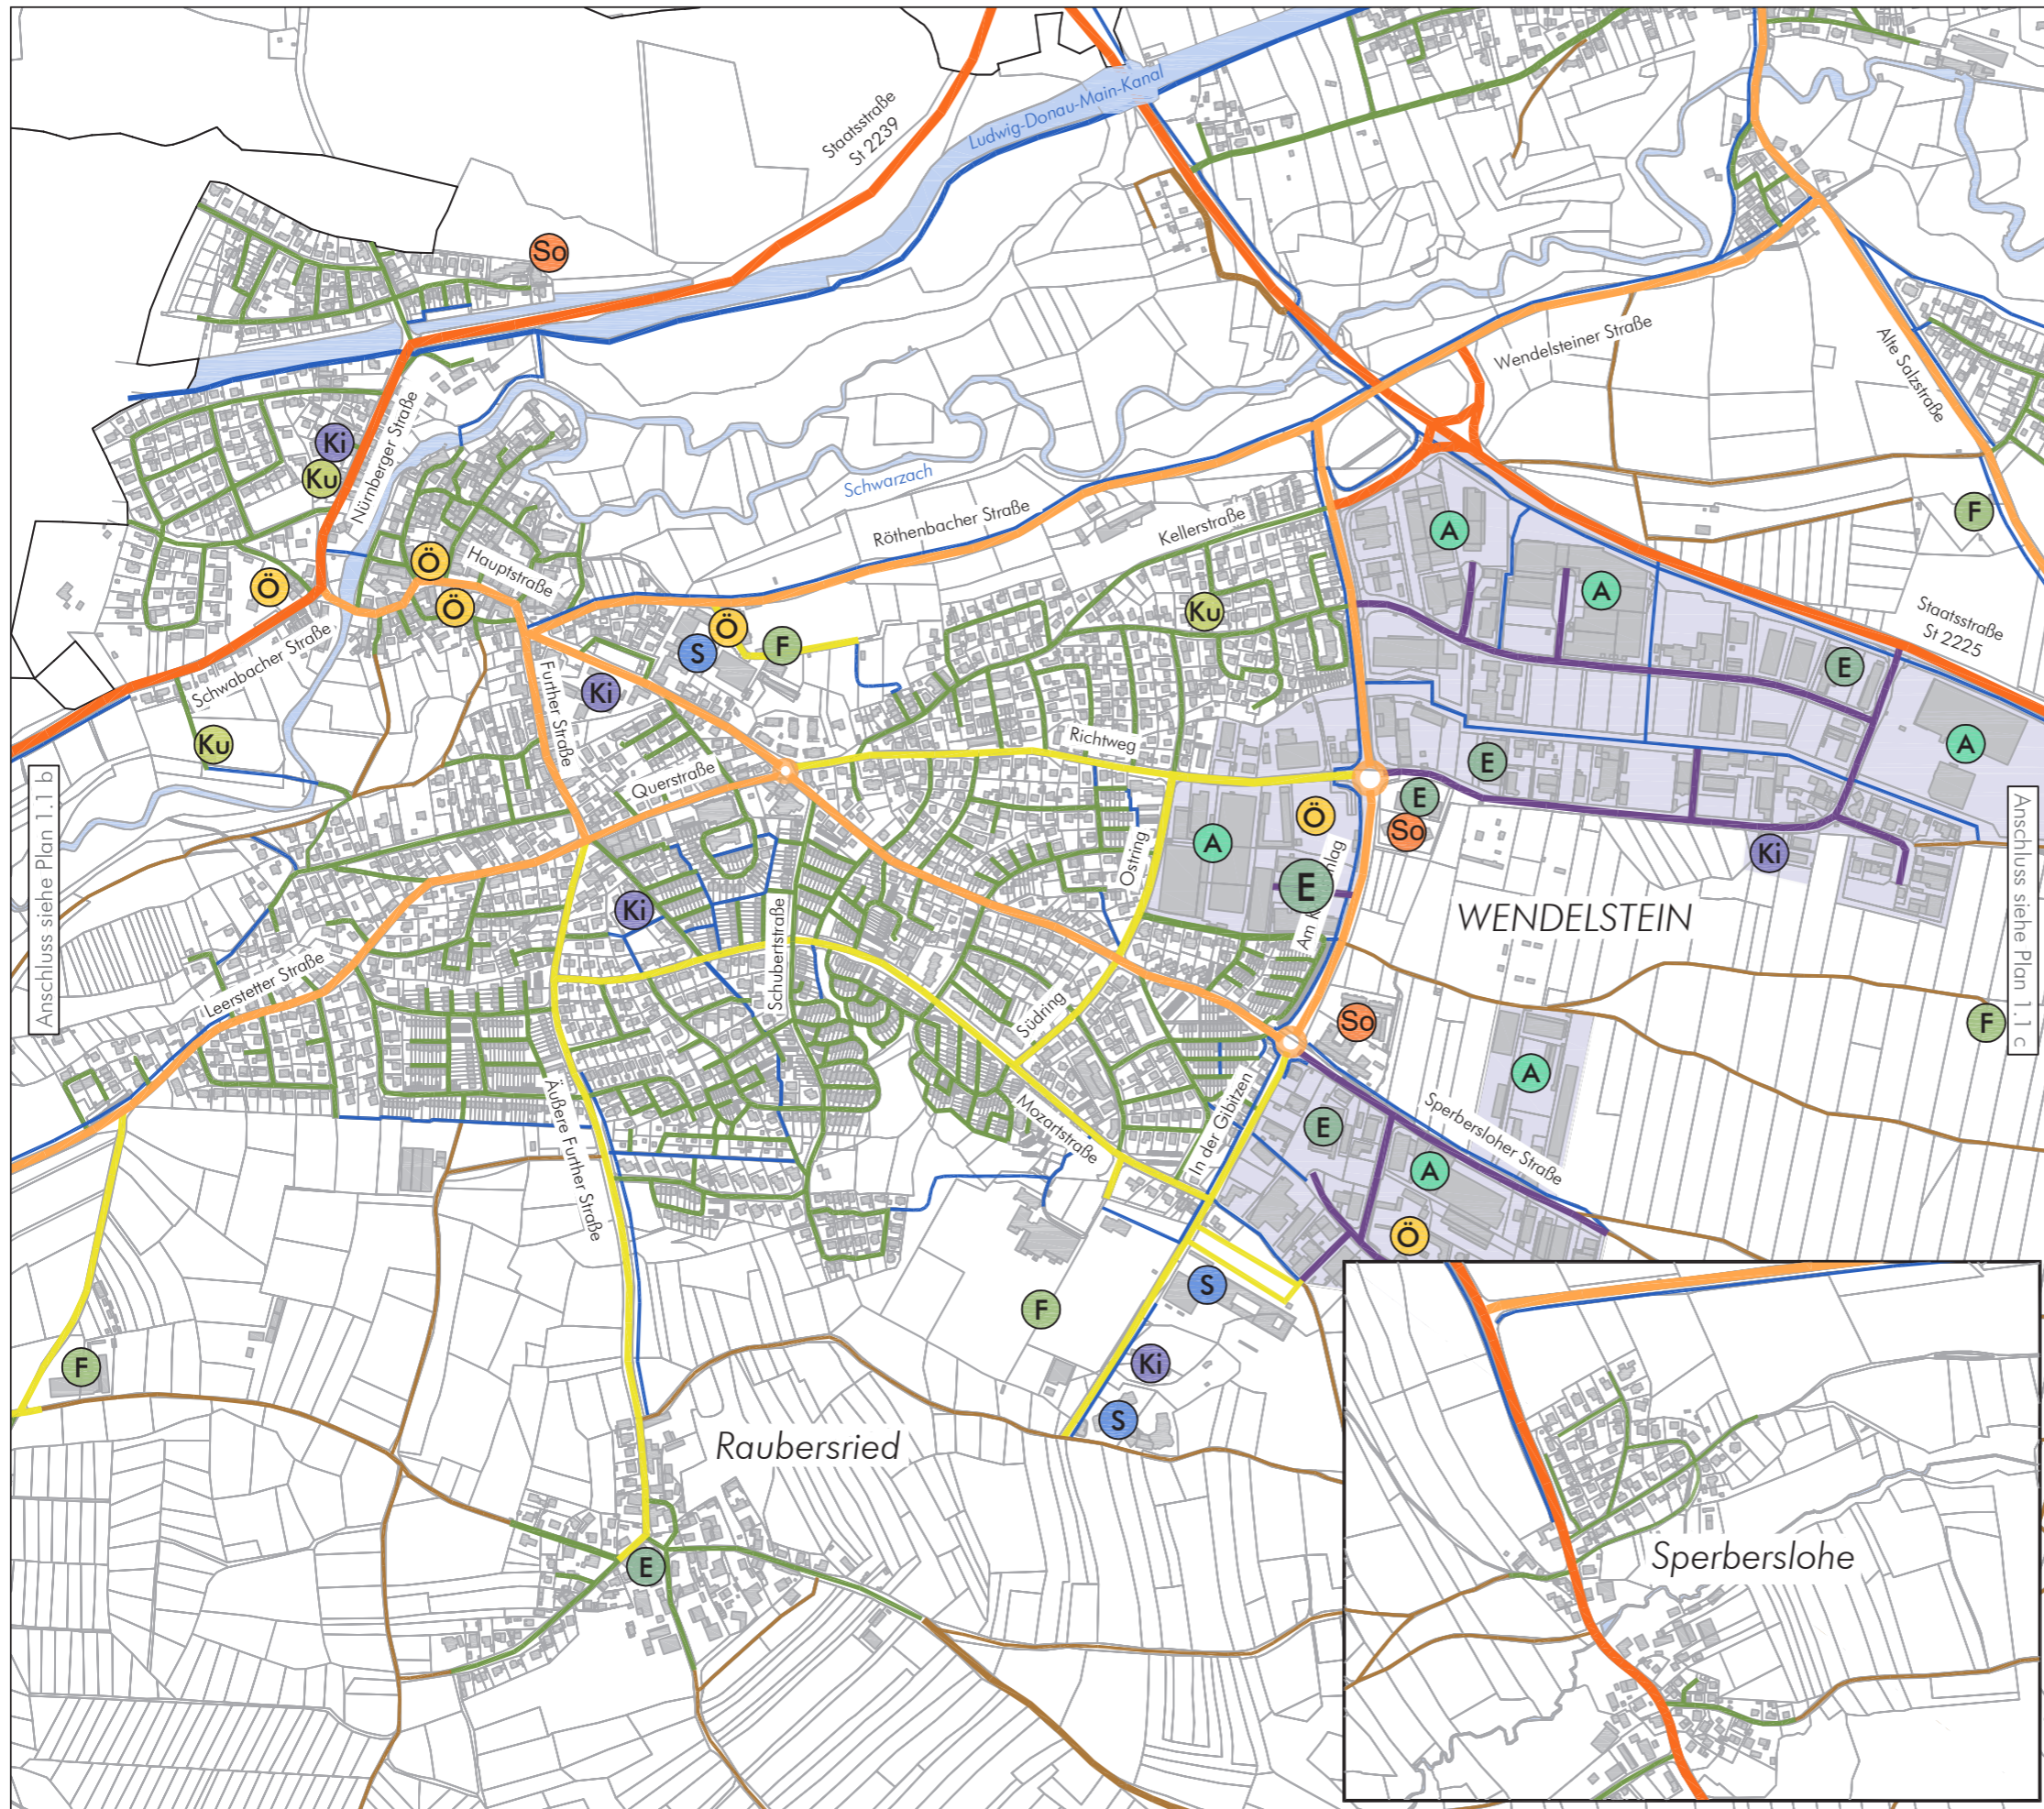 Ludwig-Donau-Main-Kanal
Staatsstraße
St 2239
So
Wendelsteiner Straße
Alte Salzstraße
Nürnberger Straße
Ki
Ku
Schwarzach
Röthenbacher Straße
Kellerstraße
F
A
Ö
Hauptstraße
Ö
Ö
A
Ku
Ö
S
F
Staatsstraße
St 2225
E
Schwabacher Straße
Further Straße
Ki
Ku
Richtweg
A
E
Querstraße
E
Ö
So
A
Ostring
Ki
Anschluss siehe Plan 1.1 b
Anschluss siehe Plan 1.1 c
E
Am
lag
WENDELSTEIN
Ki
Schubertstraße
Leerstetter Straße
Südring
So
F
A
Äußere Further Straße
Mozartstraße
In der Gibitzen
E
Sperbersloher Straße
A
Ö
S
F
Ki
F
S
Raubersried
E
Sperberslohe